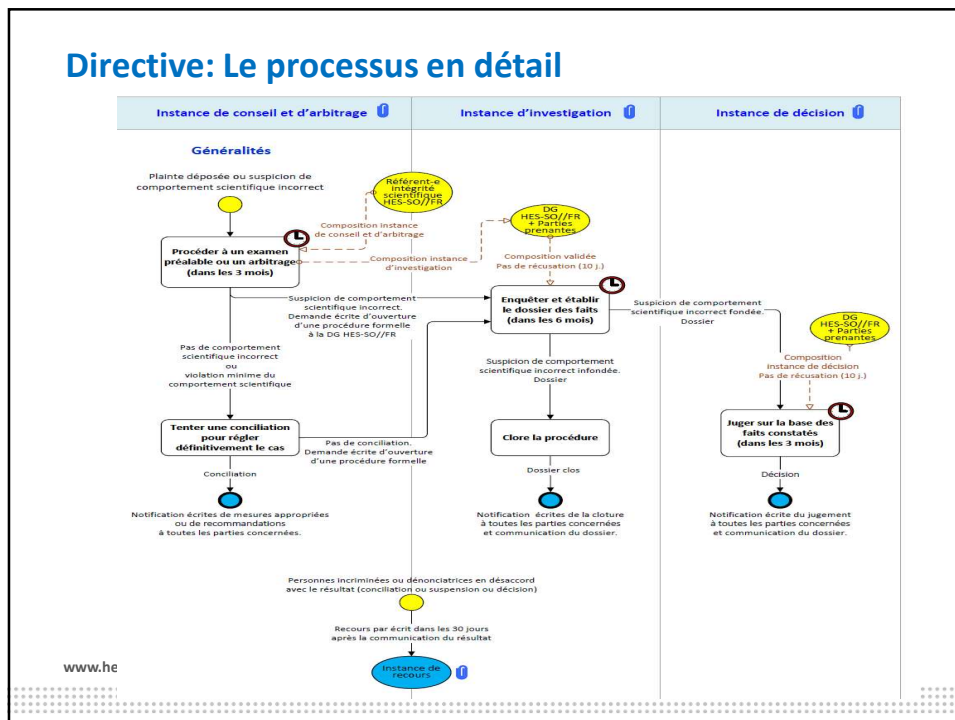 Directive: Le processus en détail
Instance de conseil et d'arbitrage
Instance d'investigation
Instance de décision
Généralités
Plainte déposée ou suspicion de
comportement scientifique incorrect
Référent-e
intégrité
scientifique
HES-SO//FR
Composition instance
de conseil et d'arbitrage
Procéder à un examen
préalable ou un arbitrage
(dans les 3 mois)
Composition instance
d'investigation
DG
HES-SO//FR
+ Parties
prenantes
Composition validée
Pas de récusation (10 j.)
Suspicion de comportement
scientifique incorrect.
Demande écrite d'ouverture
d'une procédure formelle
à la DG HES-SO//FR
Enquêter et établir
le dossier des faits
(dans les 6 mois)
Suspicion de comportement
scientifique incorrect fondée.
Dossier
DG
HES-SO//FR
+ Parties
prenantes
Composition
instance de décision
Pas de récusation (10 j.)
Pas de comportement
scientifique incorrect
ou
violation minime du
comportement scientifique
Suspicion de comportement
scientifique incorrect infondée.
Dossier
Tenter une conciliation
pour régler
définitivement le cas
Pas de conciliation.
Demande écrite d'ouverture
d'une procédure formelle
Clore la procédure
Juger sur la base des
faits constatés
(dans les 3 mois)
Conciliation
Dossier clos
Décision
Notification écrites de mesures appropriées
ou de recommandations
à toutes les parties concernées.
Notification écrites de la cloture
à toutes les parties concernées
et communication du dossier.
Notification écrite du jugement
à toutes les parties concernées
et communication du dossier.
Personnes incriminées ou dénonciatrices en désaccord
avec le résultat (conciliation ou suspension ou décision)
Recours par écrit dans les 30 jours
après la communication du résultat
Instance de
recours
www.he